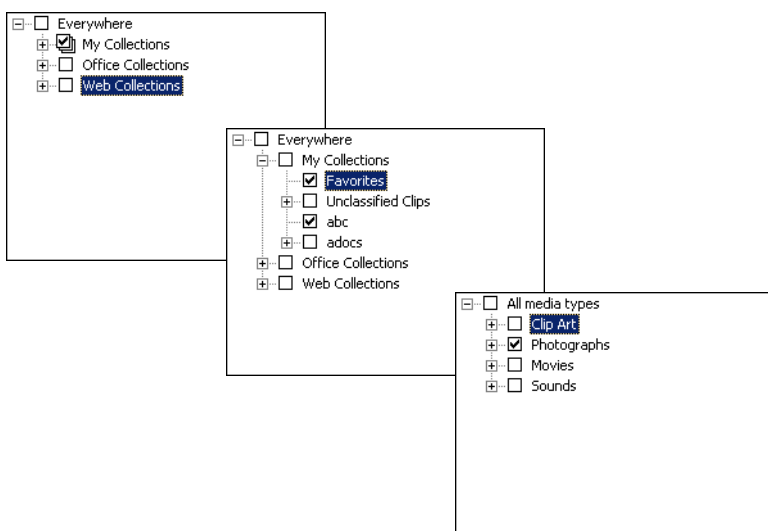 Everywhere
My Collections
Office Collections
Web Collections
Everywhere
My Collections
Favorites
Unclassified Clips
abc
adocs
Office Collections
Web Collections
All media types
Clip Art
Photographs
Movies
Sounds